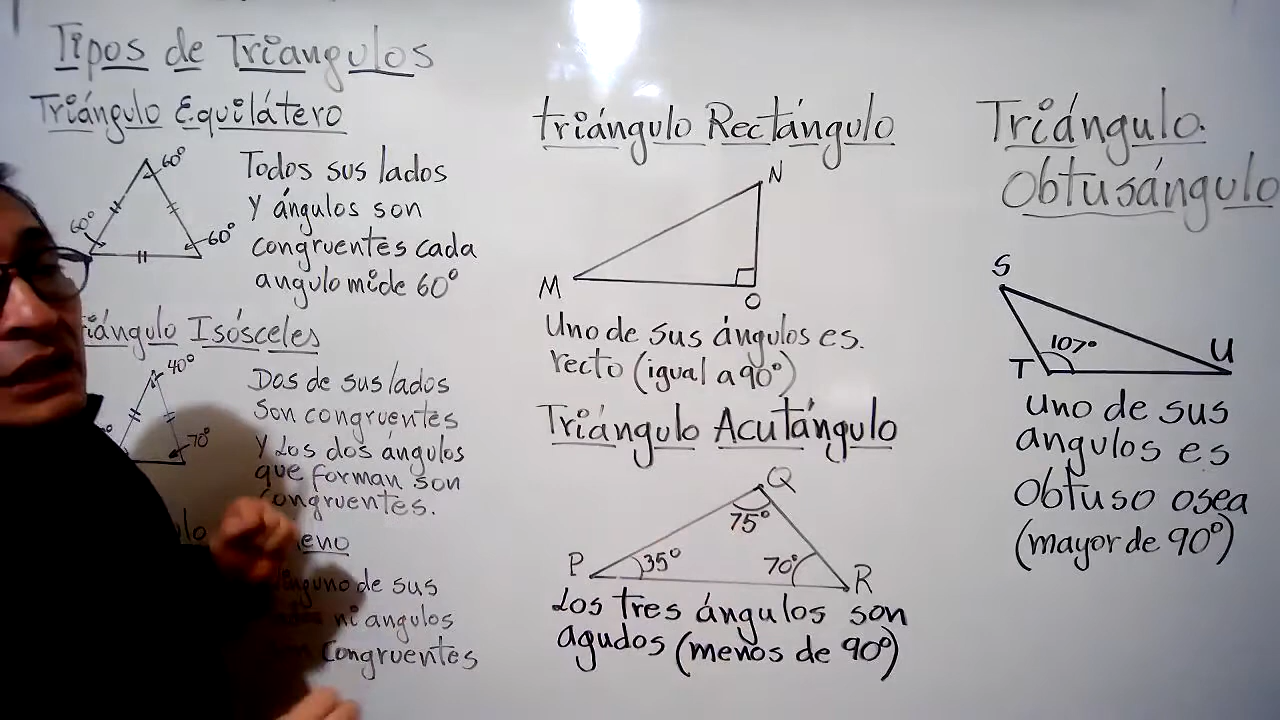 Tipos de Triangulos
Triángulo Equilátero
60°
60°
60°
Todos sus lados
y ángulos son
congruentes cada
angulo mide 60°
Isósceles
40°
70°
Dos de sus lados
son congruentes
y Los dos ángulos
que forman son
congruentes.
de sus
ni angulos
congruentes
triángulo Rectángulo
N
M
O
Uno de sus ángulos es.
recto (igual a 90°)
Triángulo Acutángulo
Q
75°
P
35°
70°
R
Los tres ángulos son
agudos (menos de 90°)
Triángulo.
Obtusángulo
S
107°
T
U
uno de sus
angulos es
obtuso osea
(mayor de 90°)